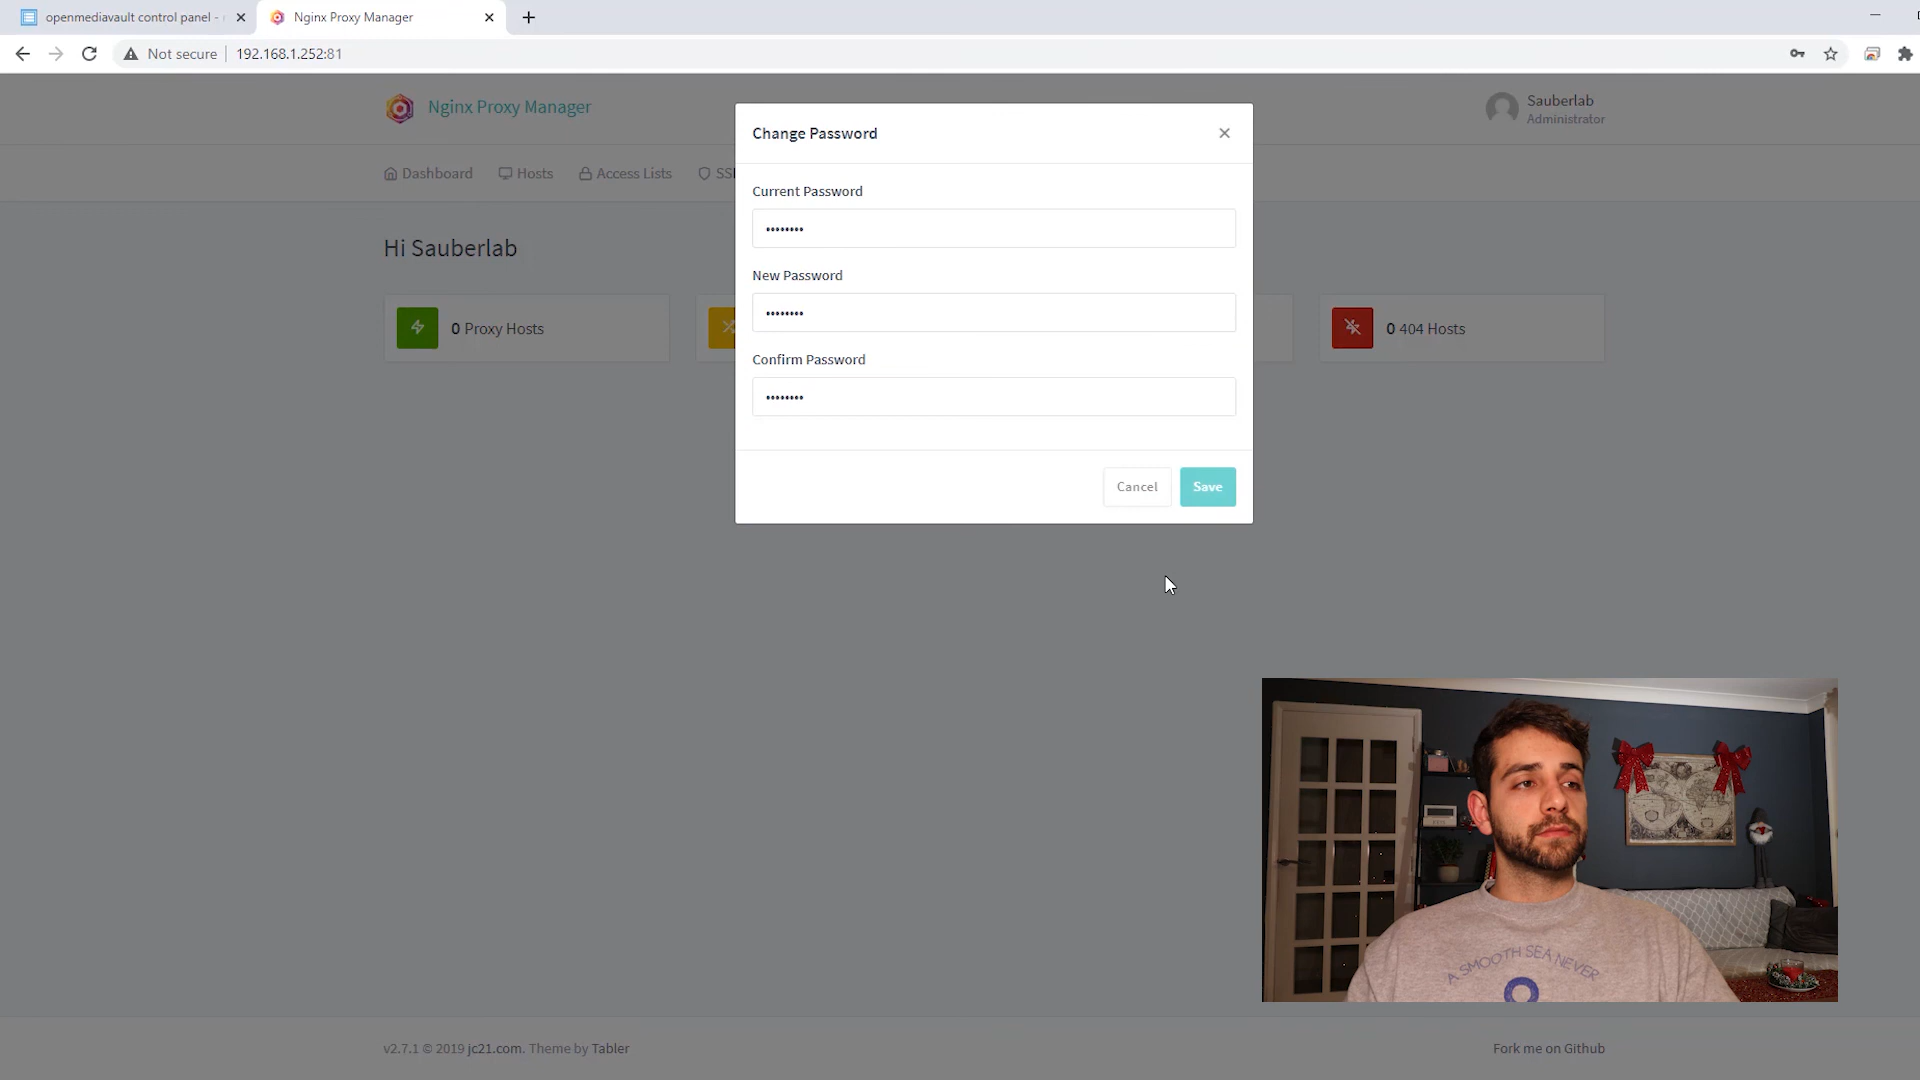 openmediavault control panel -
Nginx Proxy Manager
Not secure
192.168.1.252:81
Nginx Proxy Manager
Sauberlab
Administrator
Dashboard
Hosts
Access Lists
Hi Sauberlab
0 Proxy Hosts
0 404 Hosts
Change Password
Current Password
••••••••
New Password
••••••••
Confirm Password
••••••••
Cancel
Save
A SMOOTH SEA NEVER
v2.7.1 © 2019 jc21.com. Theme by Tabler
Fork me on Github